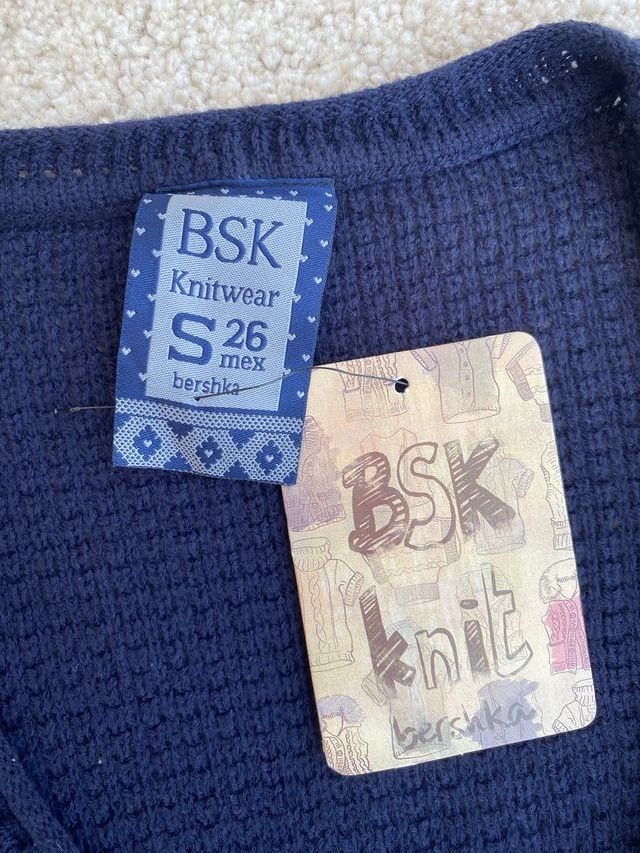 BSK
Knitwear
S 26
mex
bershka
BSK
knit
bershka